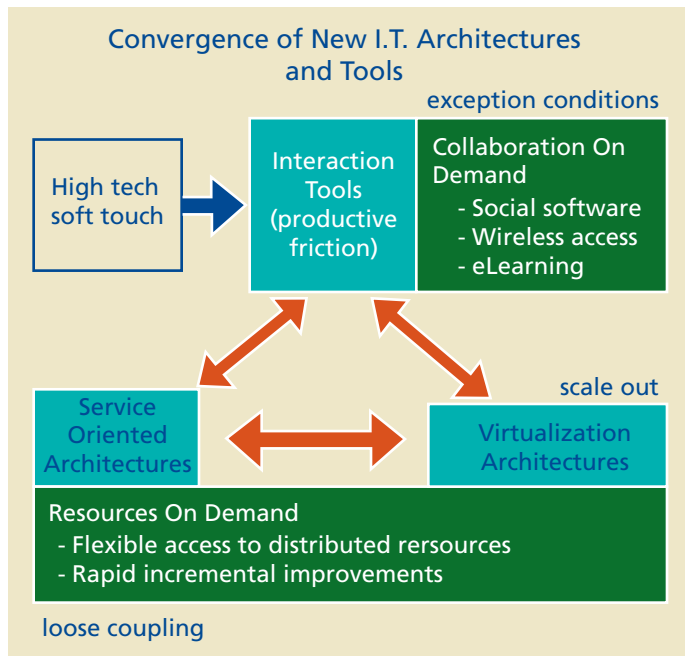 Convergence of New I.T. Architectures
and Tools
exception conditions
High tech
soft touch
Interaction
Tools
(productive
friction)
Collaboration On
Demand
- Social software
- Wireless access
- eLearning
scale out
Service
Oriented
Architectures
Virtualization
Architectures
Resources On Demand
- Flexible access to distributed rersources
- Rapid incremental improvements
loose coupling